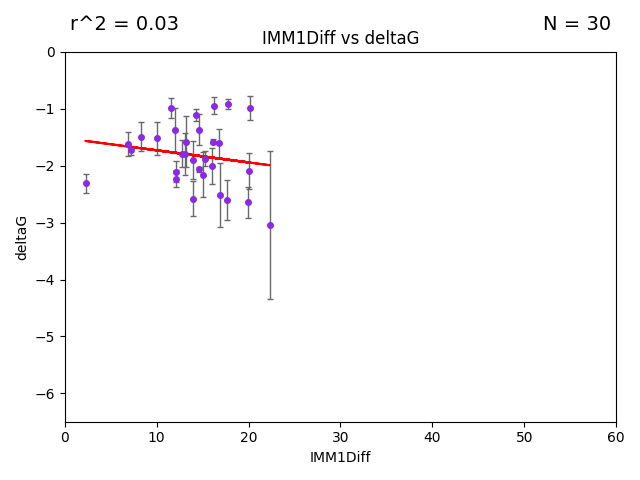 r^2 = 0.03
N = 30
IMM1Diff vs deltaG
0
−1
−2
−3
−4
−5
−6
deltaG
0 10 20 30 40 50 60
IMM1Diff